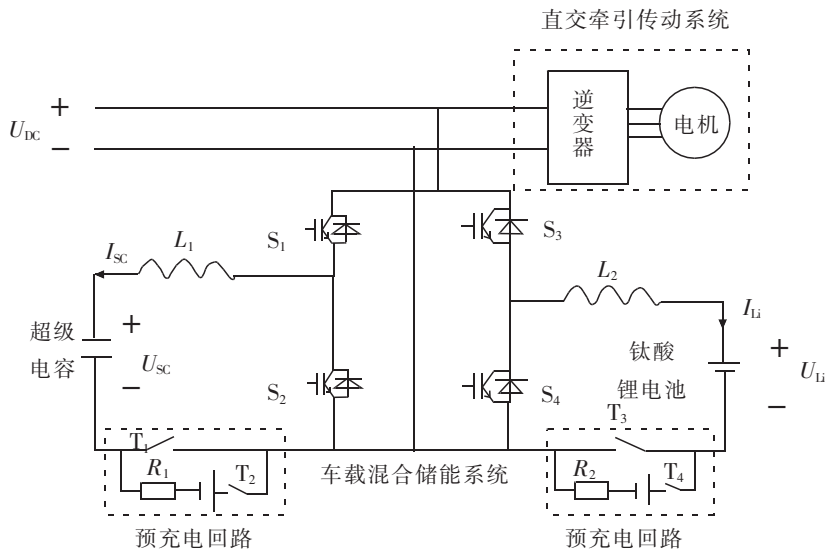 直交牵引传动系统
+
U_DC
−
逆变器
电机
S₁
S₃
I_SC
L₁
L₂
I_Li
超级
电容
+
U_SC
−
钛酸
锂电池
+
U_Li
−
S₂
S₄
T₁
T₃
R₁
T₂
车载混合储能系统
R₂
T₄
预充电回路
预充电回路